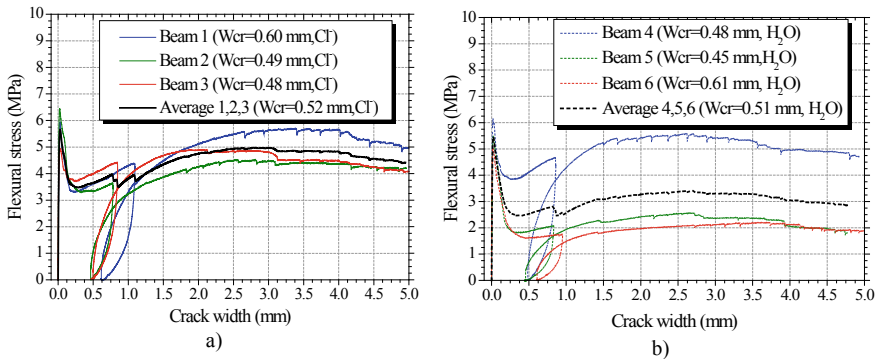 Beam 1 (Wcr=0.60 mm,Cl⁻)
Beam 2 (Wcr=0.49 mm,Cl⁻)
Beam 3 (Wcr=0.48 mm,Cl⁻)
Average 1,2,3 (Wcr=0.52 mm,Cl⁻)
10
9
8
7
6
5
4
3
2
1
0
Flexural stress (MPa)
0.0 0.5 1.0 1.5 2.0 2.5 3.0 3.5 4.0 4.5 5.0
Crack width (mm)
a)
Beam 4 (Wcr=0.48 mm, H₂O)
Beam 5 (Wcr=0.45 mm,H₂O)
Beam 6 (Wcr=0.61 mm, H₂O)
Average 4,5,6 (Wcr=0.51 mm, H₂O)
10
9
8
7
6
5
4
3
2
1
0
Flexural stress (MPa)
0.0 0.5 1.0 1.5 2.0 2.5 3.0 3.5 4.0 4.5 5.0
Crack width (mm)
b)